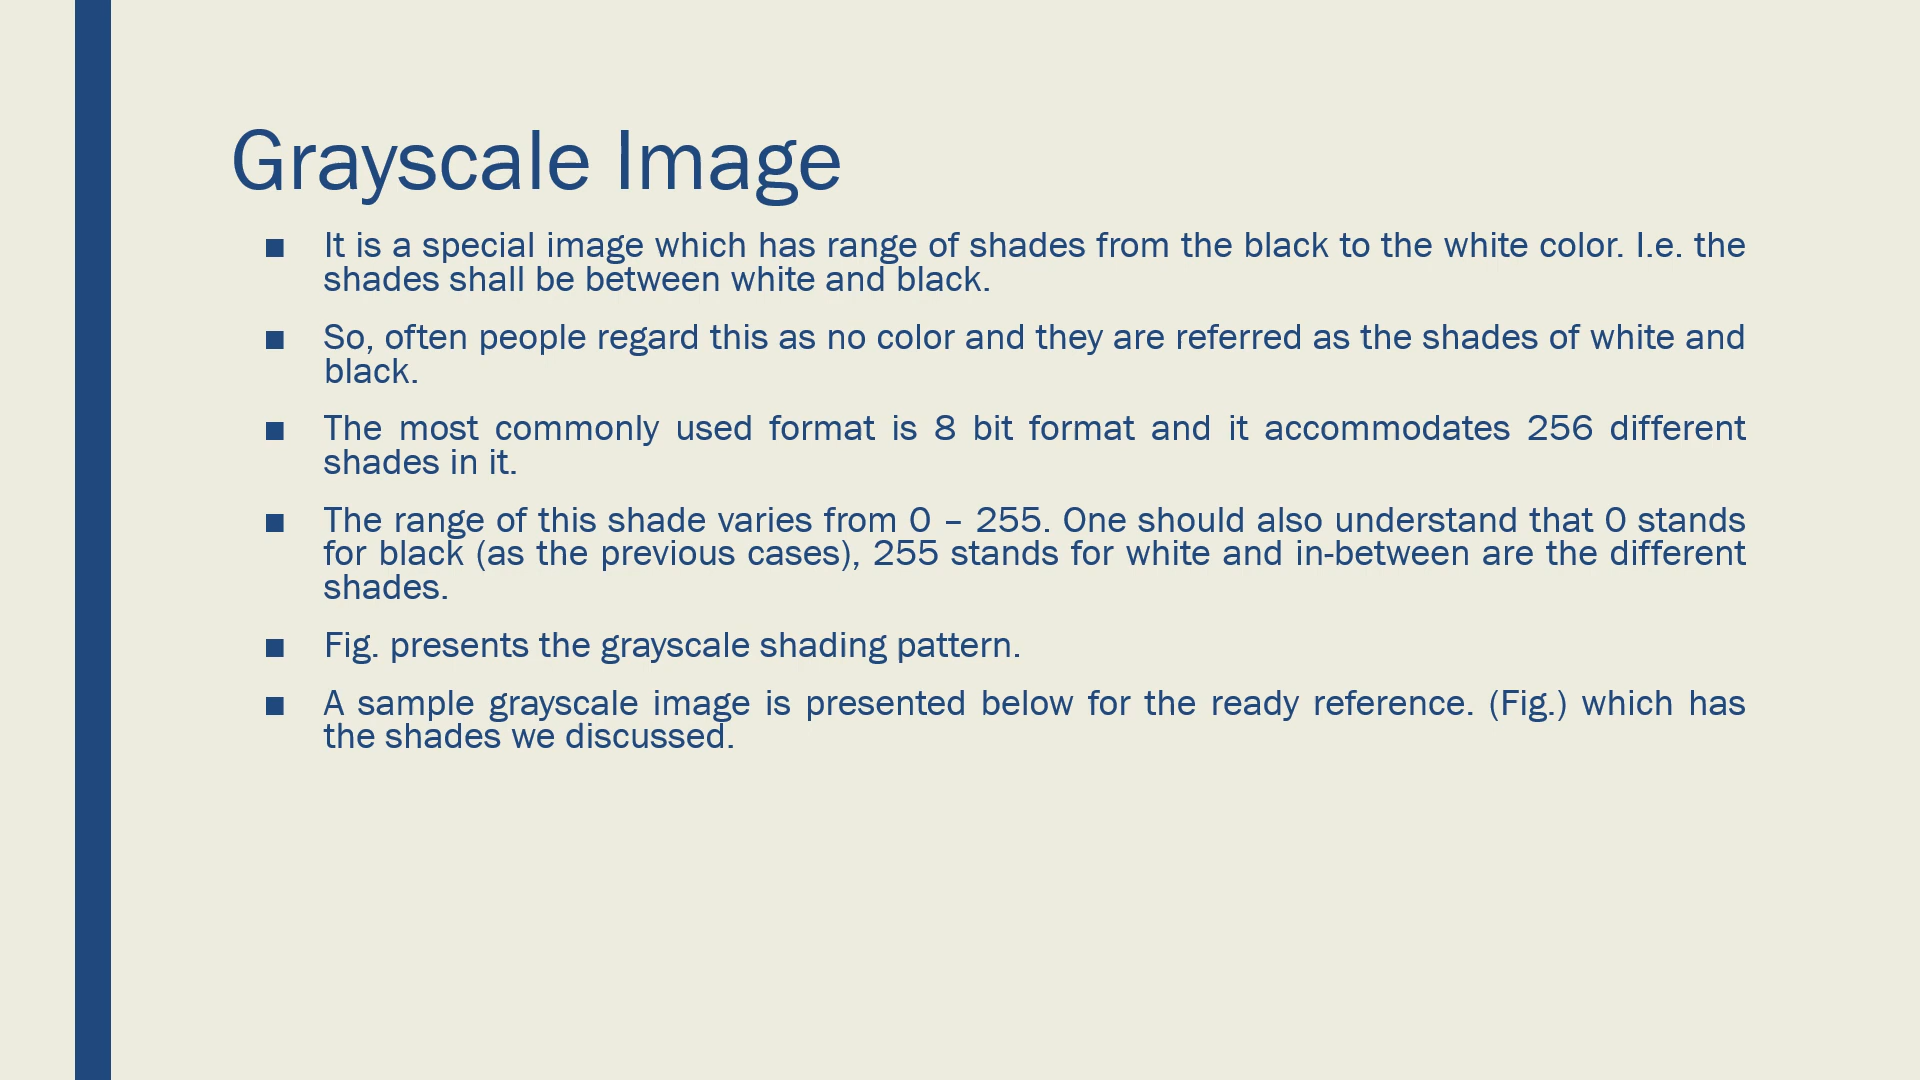 Grayscale Image
■ It is a special image which has range of shades from the black to the white color. I.e. the
shades shall be between white and black.
■ So, often people regard this as no color and they are referred as the shades of white and
black.
■ The most commonly used format is 8 bit format and it accommodates 256 different
shades in it.
■ The range of this shade varies from 0 – 255. One should also understand that 0 stands
for black (as the previous cases), 255 stands for white and in-between are the different
shades.
■ Fig. presents the grayscale shading pattern.
■ A sample grayscale image is presented below for the ready reference. (Fig.) which has
the shades we discussed.